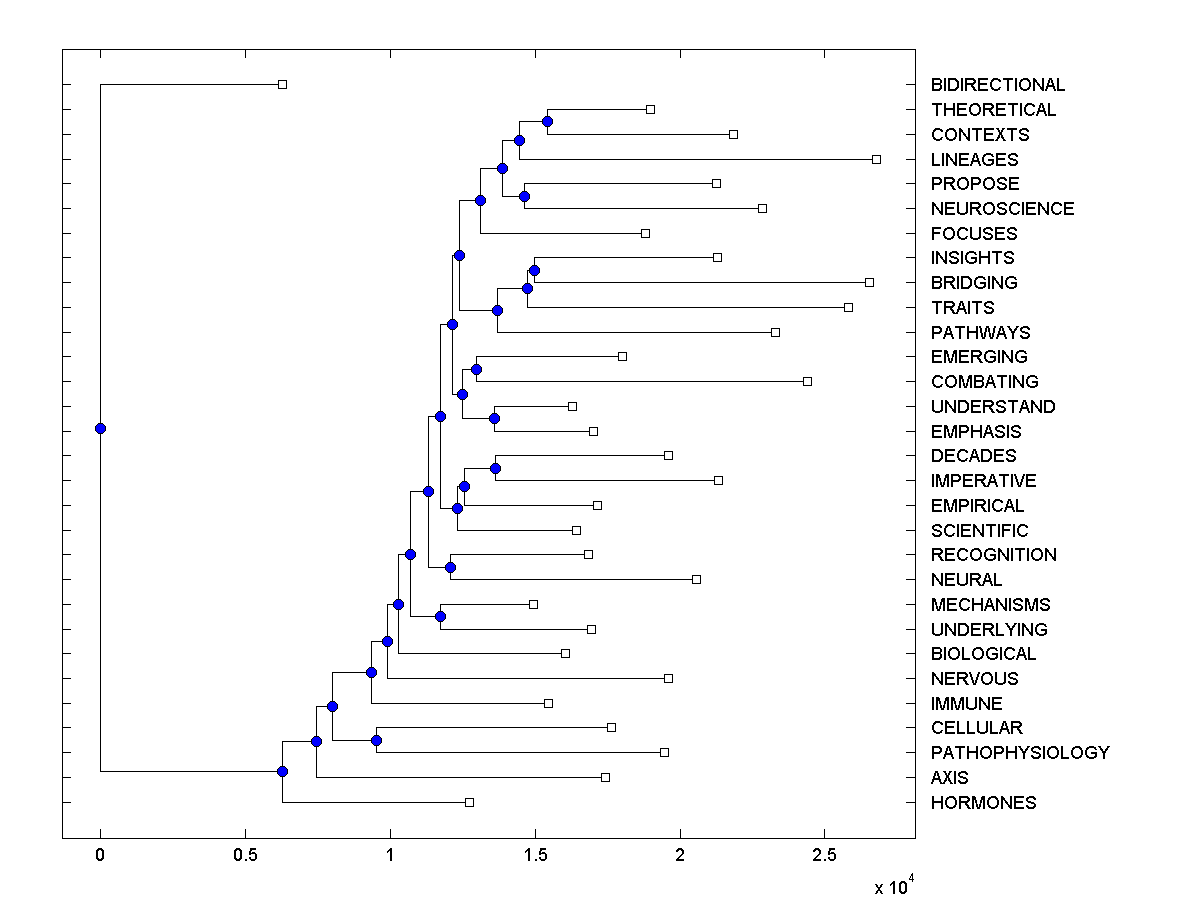 BIDIRECTIONAL
THEORETICAL
CONTEXTS
LINEAGES
PROPOSE
NEUROSCIENCE
FOCUSES
INSIGHTS
BRIDGING
TRAITS
PATHWAYS
EMERGING
COMBATING
UNDERSTAND
EMPHASIS
DECADES
IMPERATIVE
EMPIRICAL
SCIENTIFIC
RECOGNITION
NEURAL
MECHANISMS
UNDERLYING
BIOLOGICAL
NERVOUS
IMMUNE
CELLULAR
PATHOPHYSIOLOGY
AXIS
HORMONES
0 0.5 1 1.5 2 2.5
x 10^4